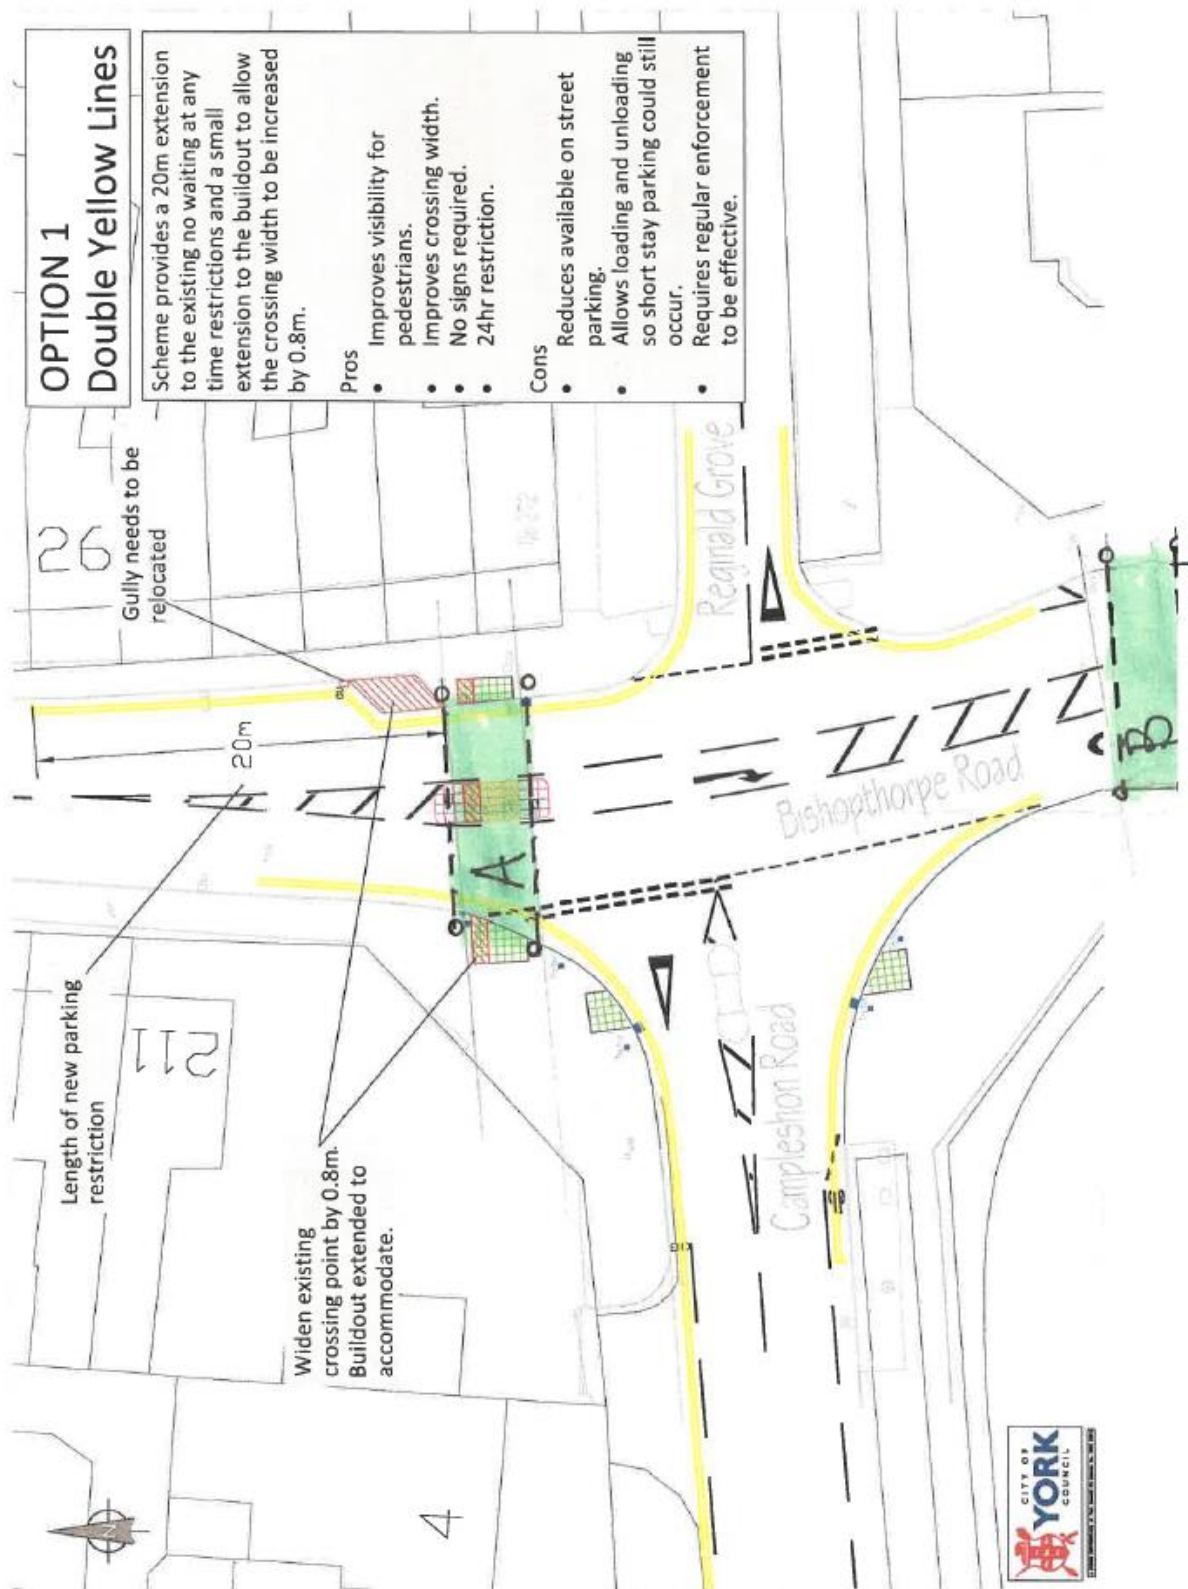 OPTION 1
Double Yellow Lines
Scheme provides a 20m extension
to the existing no waiting at any
time restrictions and a small
extension to the buildout to allow
the crossing width to be increased
by 0.8m.
Pros
• Improves visibility for
pedestrians.
• Improves crossing width.
• No signs required.
• 24hr restriction.
Cons
• Reduces available on street
parking.
• Allows loading and unloading
so short stay parking could still
occur.
• Requires regular enforcement
to be effective.
Gully needs to be
relocated
Length of new parking
restriction
Widen existing
crossing point by 0.8m.
Buildout extended to
accommodate.
20m
26
211
4
N
A
B
Reginald Grove
Bishopthorpe Road
Campleshon Road
CITY OF
YORK
COUNCIL